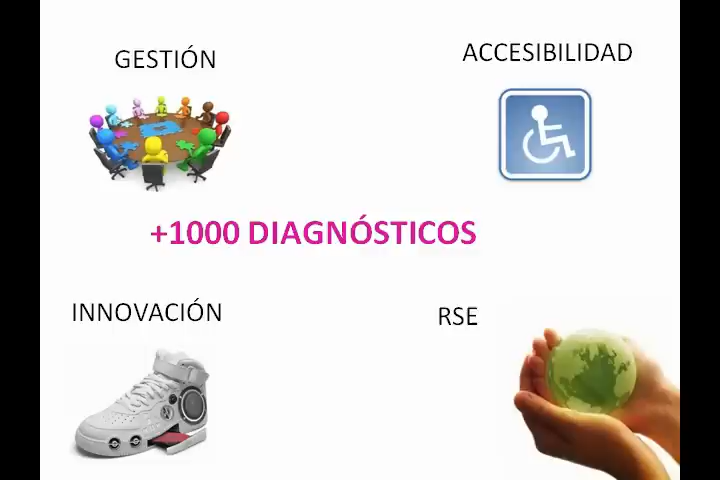 GESTIÓN
ACCESIBILIDAD
+1000 DIAGNÓSTICOS
INNOVACIÓN
RSE